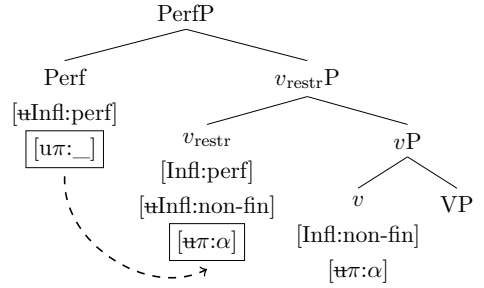 PerfP
Perf
[uInfl:perf]
[uπ:_]
v_restrP
v_restr
[Infl:perf]
[uInfl:non-fin]
[uπ:α]
vP
v
[Infl:non-fin]
[uπ:α]
VP